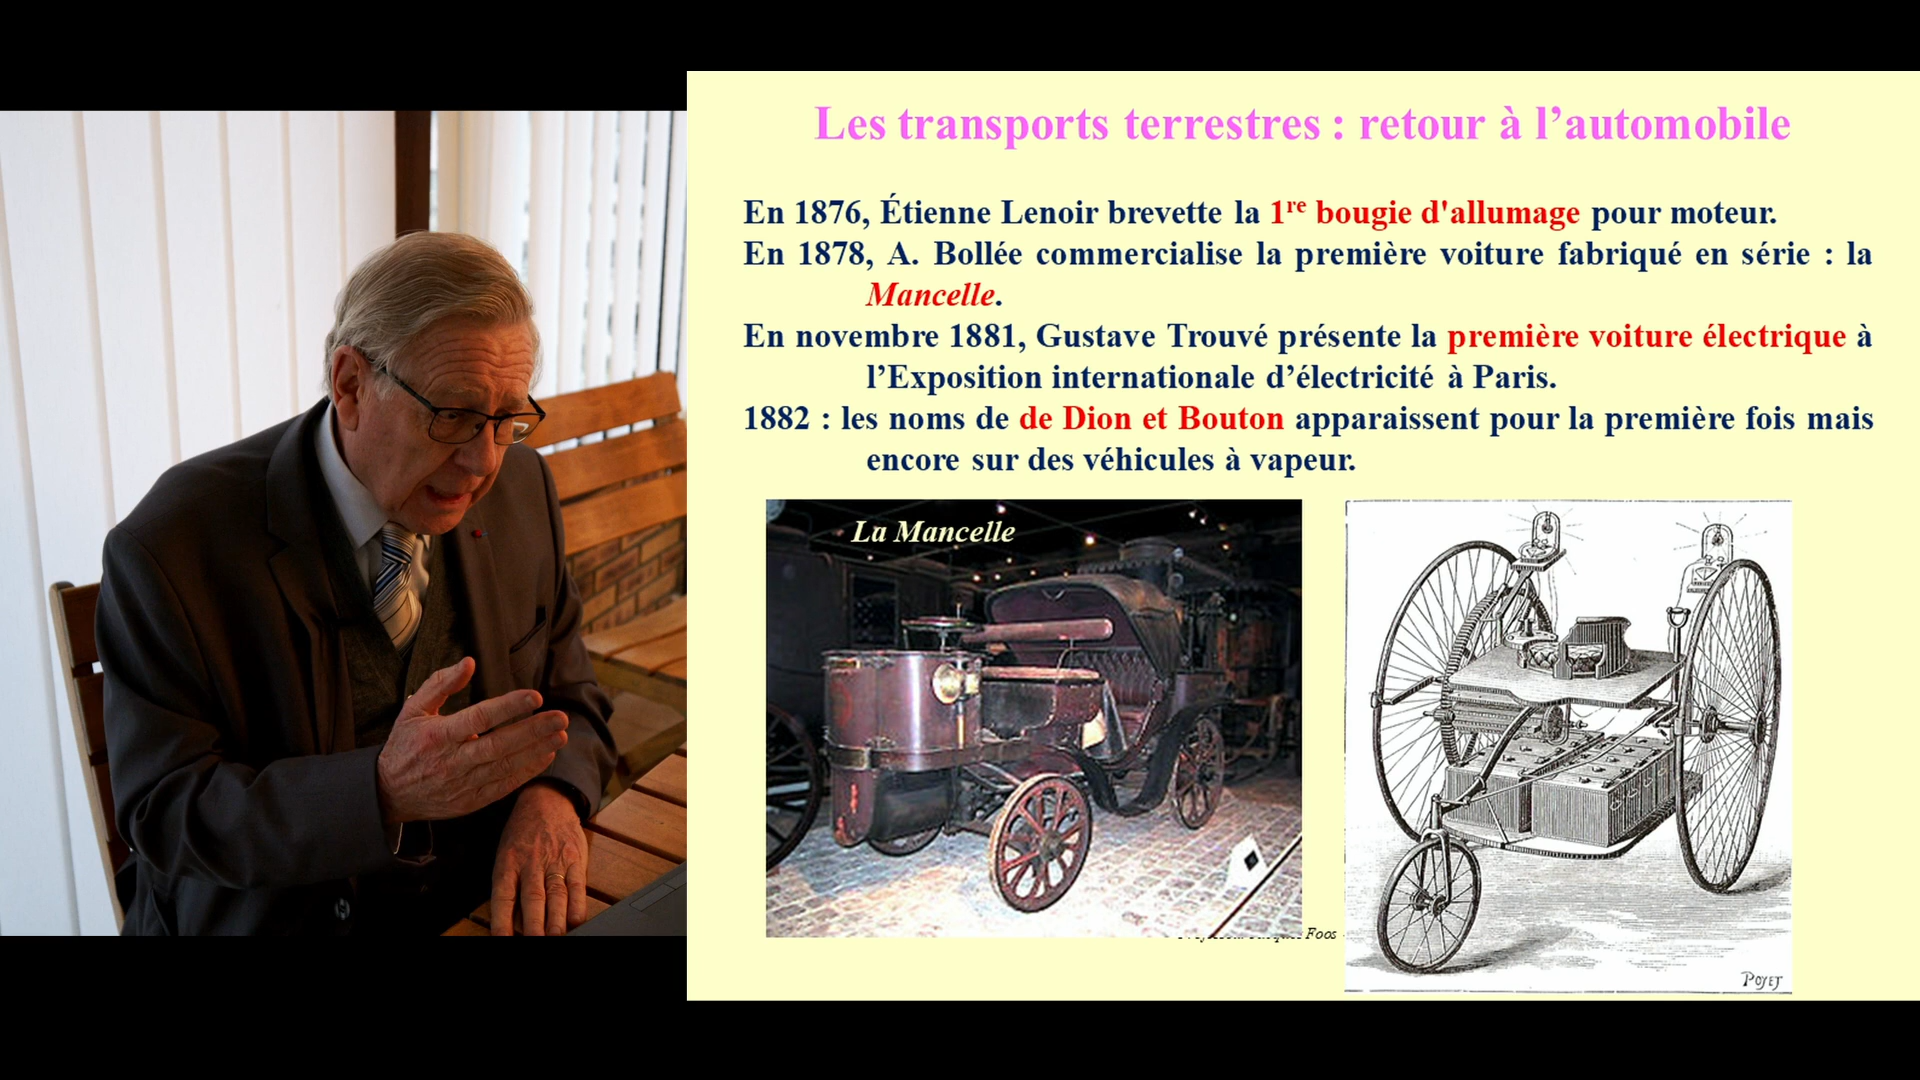 Les transports terrestres : retour à l’automobile
En 1876, Étienne Lenoir brevette la 1re bougie d'allumage pour moteur.
En 1878, A. Bollée commercialise la première voiture fabriqué en série : la
Mancelle.
En novembre 1881, Gustave Trouvé présente la première voiture électrique à
l’Exposition internationale d’électricité à Paris.
1882 : les noms de de Dion et Bouton apparaissent pour la première fois mais
encore sur des véhicules à vapeur.
La Mancelle
Foos
POYET